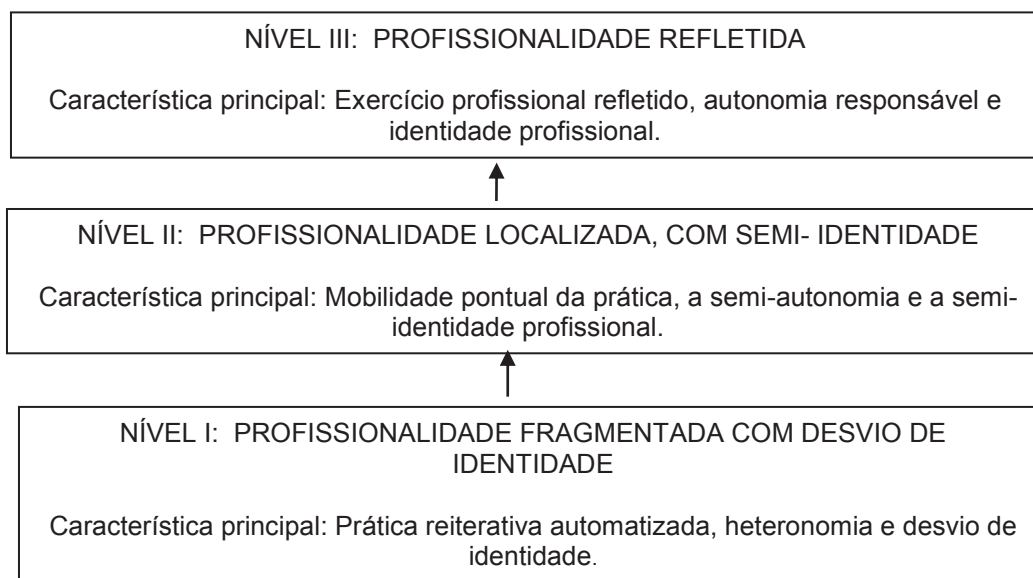 NÍVEL III: PROFISSIONALIDADE REFLETIDA
Característica principal: Exercício profissional refletido, autonomia responsável e
identidade profissional.
NÍVEL II: PROFISSIONALIDADE LOCALIZADA, COM SEMI- IDENTIDADE
Característica principal: Mobilidade pontual da prática, a semi-autonomia e a semi-
identidade profissional.
NÍVEL I: PROFISSIONALIDADE FRAGMENTADA COM DESVIO DE
IDENTIDADE
Característica principal: Prática reiterativa automatizada, heteronomia e desvio de
identidade.